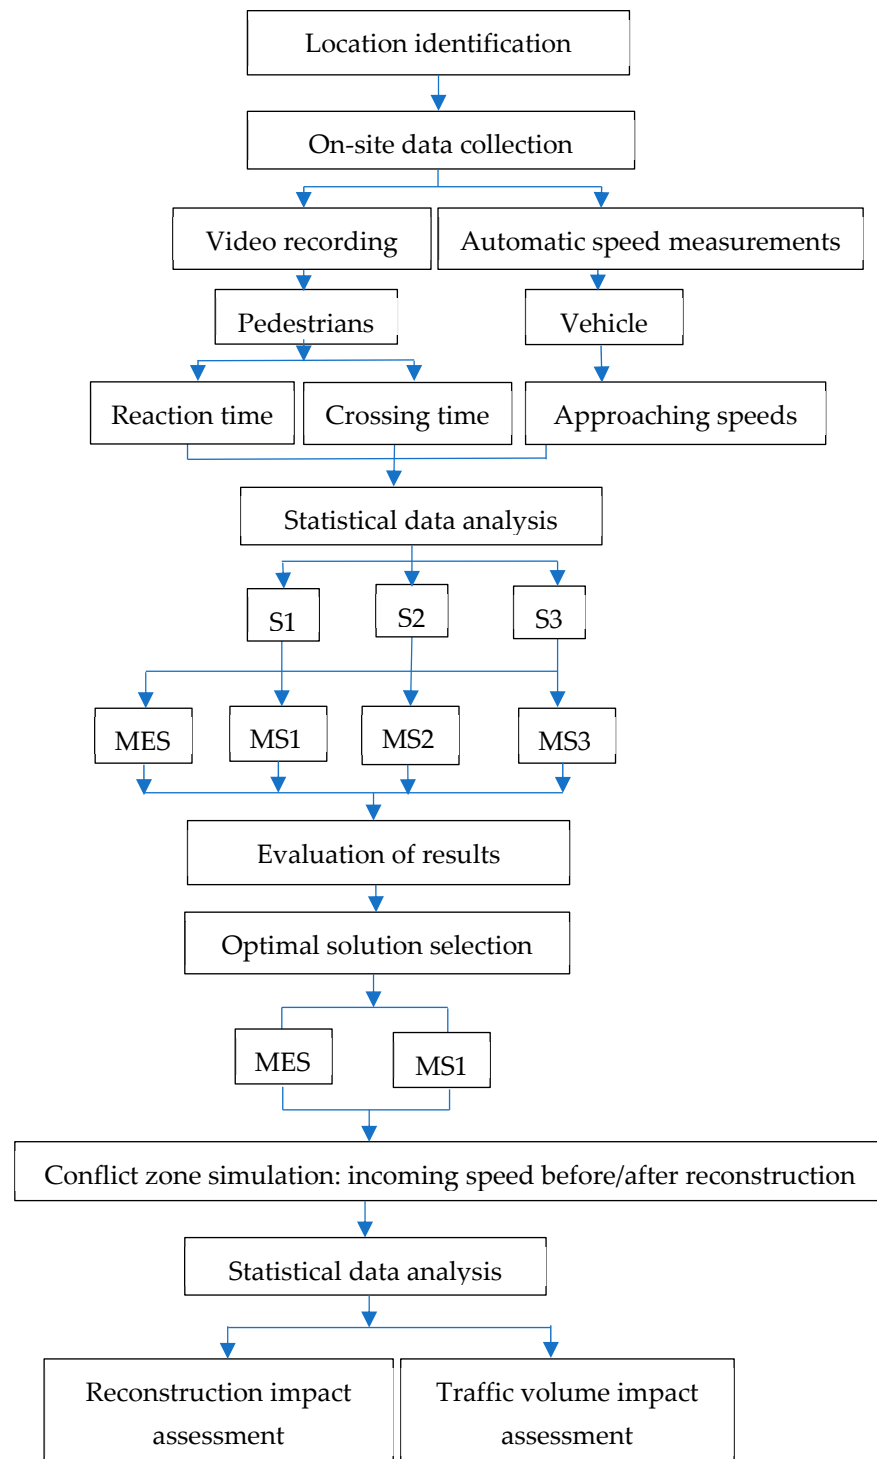 Location identification
On-site data collection
Video recording
Automatic speed measurements
Pedestrians
Vehicle
Reaction time
Crossing time
Approaching speeds
Statistical data analysis
S1
S2
S3
MES
MS1
MS2
MS3
Evaluation of results
Optimal solution selection
MES
MS1
Conflict zone simulation: incoming speed before/after reconstruction
Statistical data analysis
Reconstruction impact
assessment
Traffic volume impact
assessment